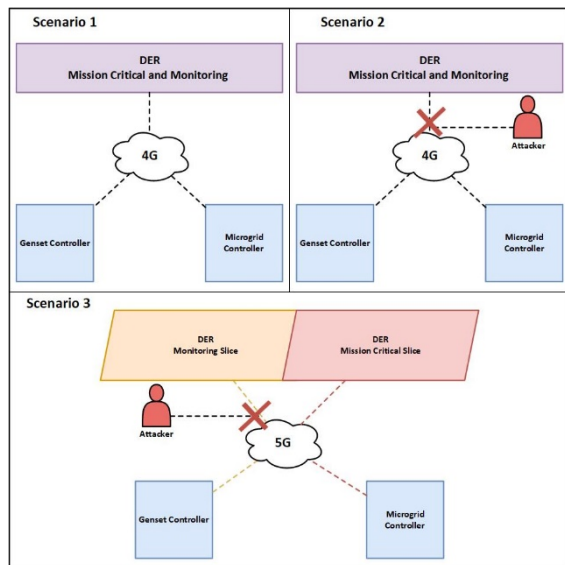 Scenario 1
DER
Mission Critical and Monitoring
4G
Genset Controller
Microgrid
Controller
Scenario 2
DER
Mission Critical and Monitoring
Attacker
4G
Genset Controller
Microgrid
Controller
Scenario 3
DER
Monitoring Slice
DER
Mission Critical Slice
Attacker
5G
Genset Controller
Microgrid
Controller